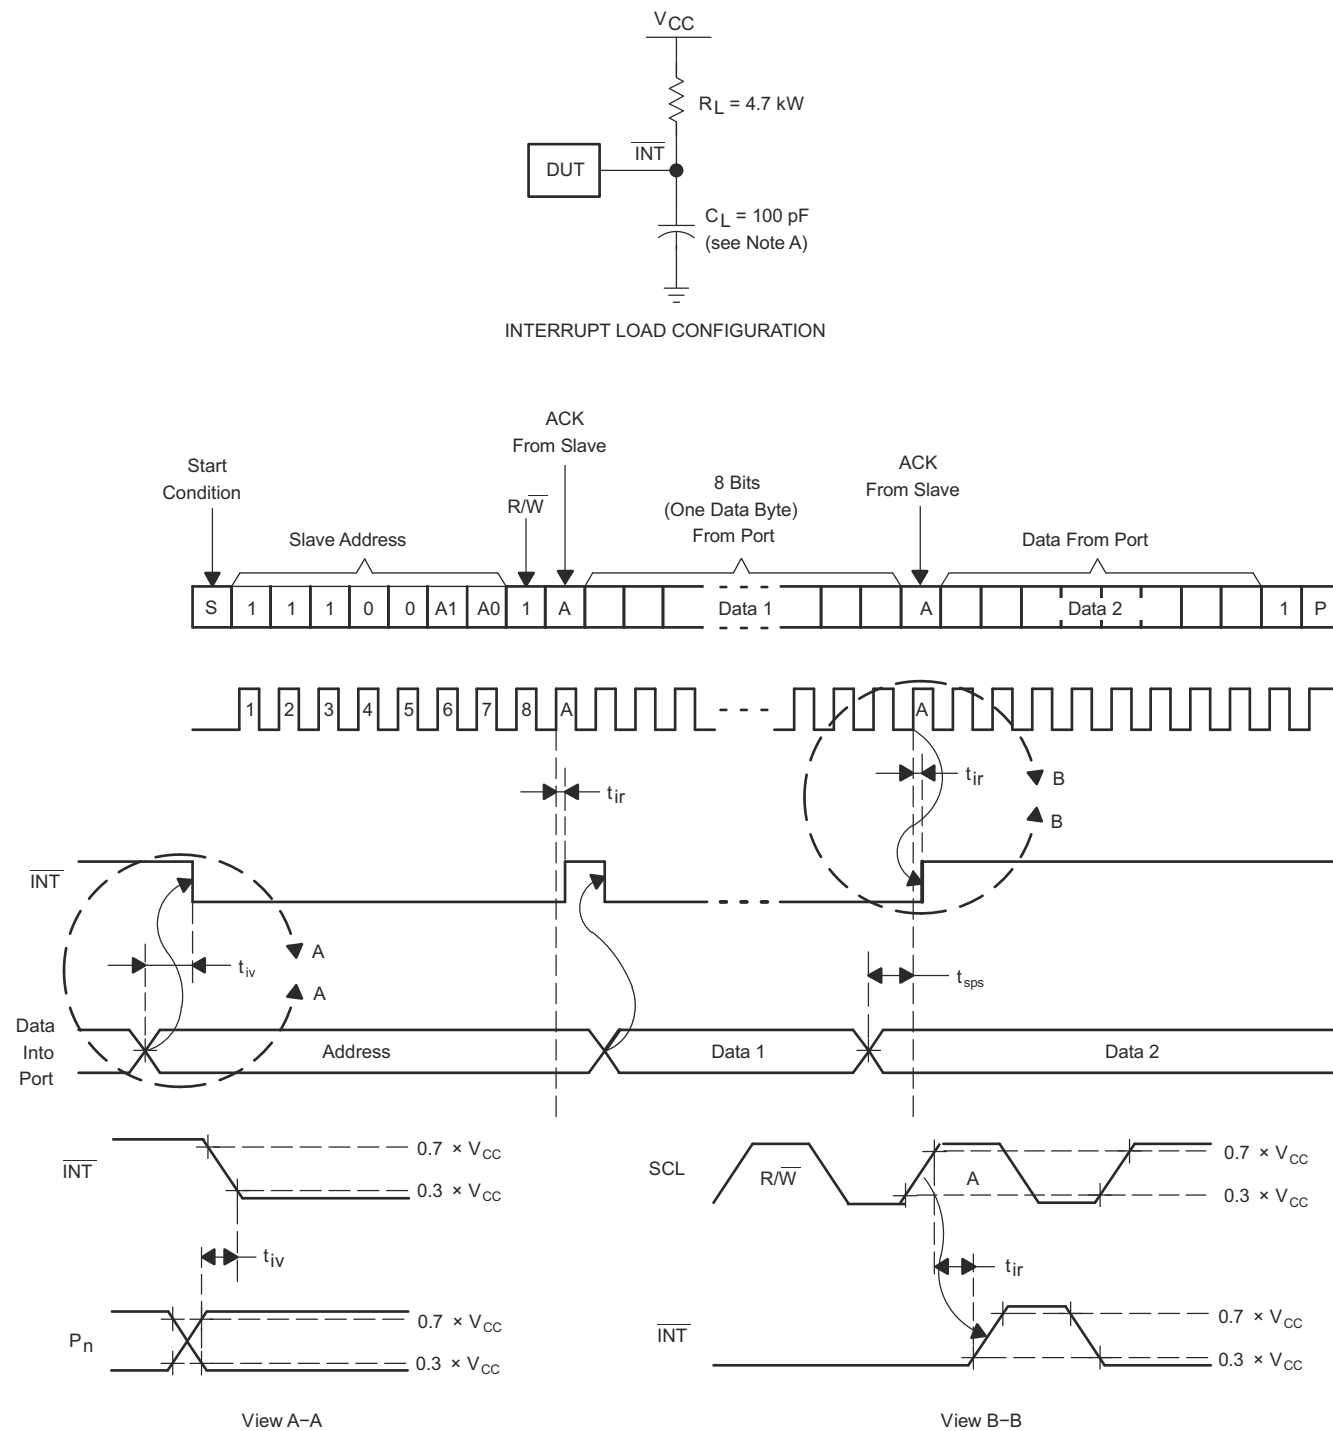 VCC
RL = 4.7 kW
INT
DUT
CL = 100 pF
(see Note A)
INTERRUPT LOAD CONFIGURATION
ACK
From Slave
Start
Condition
R/W
8 Bits
(One Data Byte)
From Port
ACK
From Slave
Slave Address
Data From Port
S 1 1 1 0 0 A1 A0 1 A Data 1 A Data 2 1 P
1 2 3 4 5 6 7 8 A A
tir
tir
B
B
INT
A
tiv
A
tsps
Data
Into
Port
Address
Data 1
Data 2
INT
0.7 × VCC
0.3 × VCC
tiv
Pn
0.7 × VCC
0.3 × VCC
View A−A
SCL
R/W
A
0.7 × VCC
0.3 × VCC
tir
INT
0.7 × VCC
0.3 × VCC
View B−B